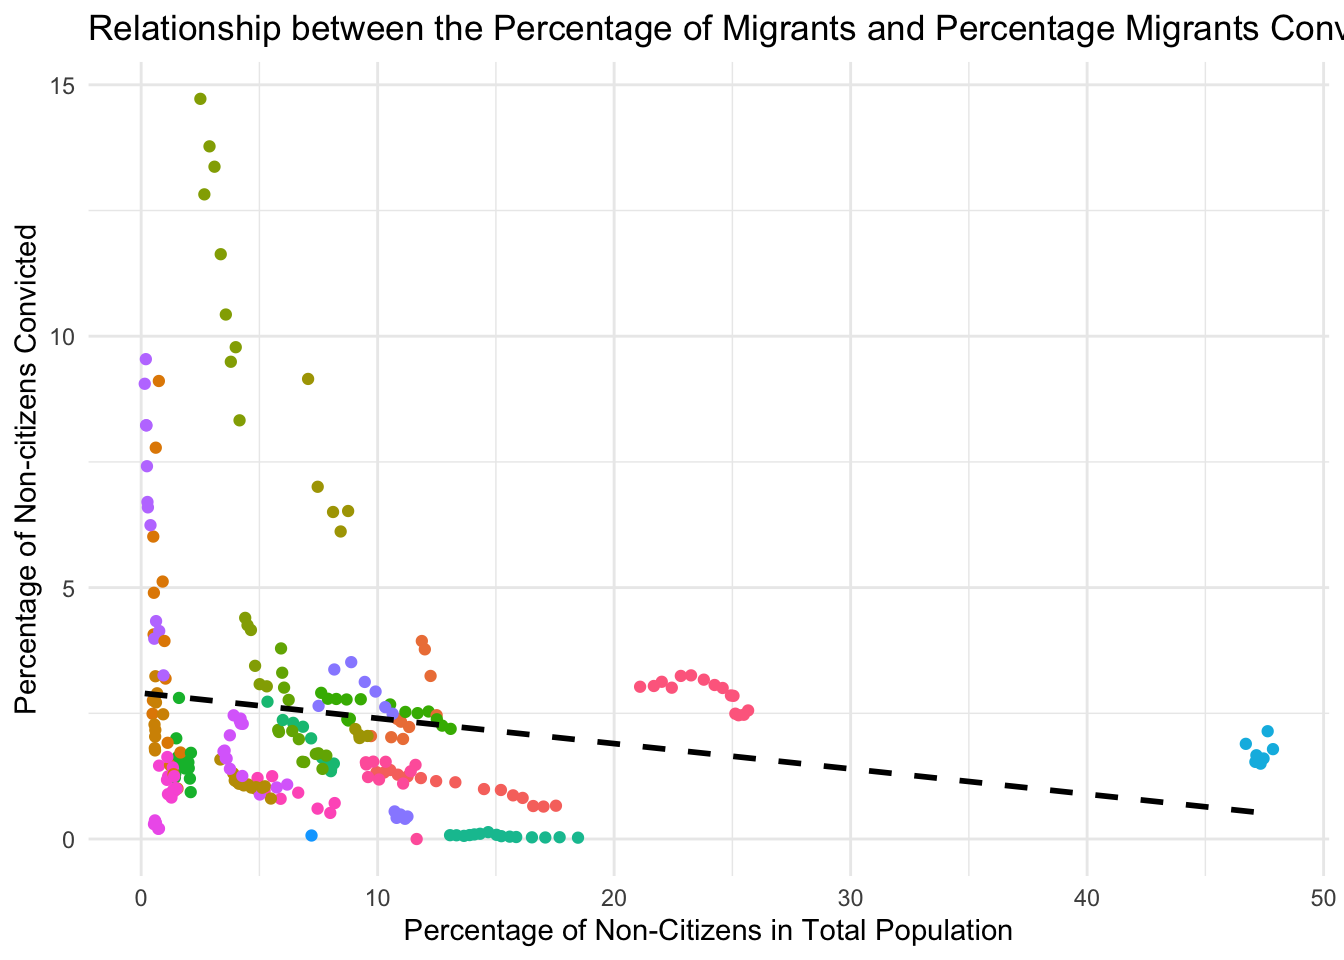 Relationship between the Percentage of Migrants and Percentage Migrants Conv
15
10
5
0
Percentage of Non-citizens Convicted
0 10 20 30 40 50
Percentage of Non-Citizens in Total Population